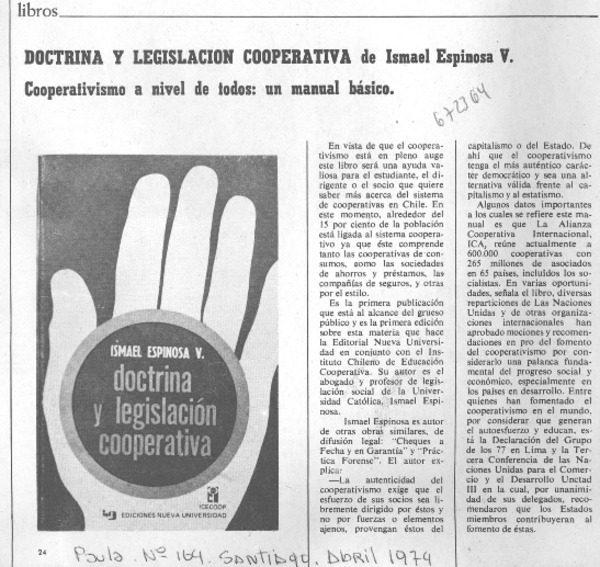 libros
DOCTRINA Y LEGISLACION COOPERATIVA de Ismael Espinosa V.
Cooperativismo a nivel de todos: un manual básico.
672364
ISMAEL ESPINOSA V.
doctrina
y legislación
cooperativa
ICECOOP
EDICIONES NUEVA UNIVERSIDAD
En vista de que el coopera-
tivismo está en pleno auge
este libro será una ayuda va-
liosa para el estudiante, el di-
rigente o el socio que quiere
saber más acerca del sistema
de cooperativas en Chile. En
este momento, alrededor del
15 por ciento de la población
está ligada al sistema coopera-
tivo ya que éste comprende
tanto las cooperativas de con-
sumos, como las sociedades
de ahorros y préstamos, las
compañías de seguros, y otras
por el estilo.
Es la primera publicación
que está al alcance del grueso
público y es la primera edición
sobre esta materia que hace
la Editorial Nueva Universi-
dad en conjunto con el Ins-
tituto Chileno de Educación
Cooperativa. Su autor es el
abogado y profesor de legis-
lación social de la Univer-
sidad Católica, Ismael Espi-
nosa.
Ismael Espinosa es autor
de otras obras similares, de
difusión legal: "Cheques a
Fecha y en Garantía" y "Prác-
tica Forense". El autor ex-
plica:
—La autenticidad del
cooperativismo exige que el
esfuerzo de sus socios sea li-
bremente dirigido por éstos y
no por fuerzas o elementos
ajenos, provengan éstos del
capitalismo o del Estado. De
ahí que el cooperativismo
tenga el más auténtico carác-
ter democrático y sea una al-
ternativa válida frente al ca-
pitalismo y al estatismo.
Algunos datos importantes
a los cuales se refiere este ma-
nual es que La Alianza
Cooperativa Internacional,
ICA, reúne actualmente a
600.000 cooperativas con
265 millones de asociados
en 65 países, incluídos los so-
cialistas. En varias oportuni-
dades, señala el libro, diversas
reparticiones de Las Naciones
Unidas y de otras organiza-
ciones internacionales han
aprobado mociones y recomen-
daciones en pro del fomento
del cooperativismo por con-
siderarlo una palanca funda-
mental del progreso social y
económico, especialmente en
los países en desarrollo. Entre
quienes han fomentado el
cooperativismo en el mundo,
por considerar que generan
el autoesfuerzo y educan, es-
tá la Declaración del Grupo
de los 77 en Lima y la Ter-
cera Conferencia de las Na-
ciones Unidas para el Comer-
cio y el Desarrollo Unctad
III en la cual, por unanimi-
dad de sus delegados, reco-
mendaron que los Estados
miembros contribuyeran al
fomento de éstas.
24
Paula. Nº 164. Santiago, Abril 1974